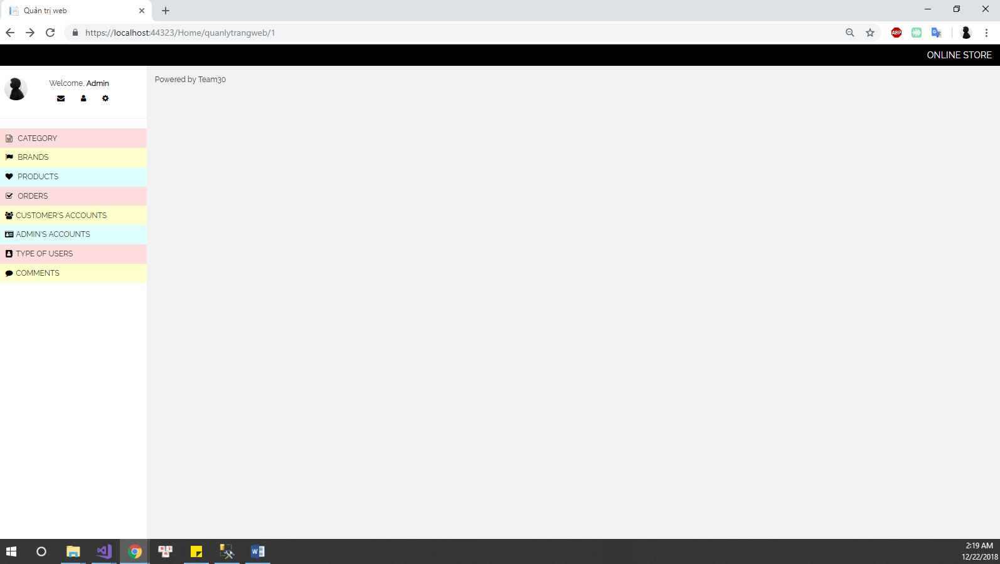 Quản trị web
https://localhost:44323/Home/quanlytrangweb/1
ABP
ONLINE STORE
Welcome, Admin
Powered by Team30
CATEGORY
BRANDS
PRODUCTS
ORDERS
CUSTOMER'S ACCOUNTS
ADMIN'S ACCOUNTS
TYPE OF USERS
COMMENTS
2:19 AM
12/22/2018